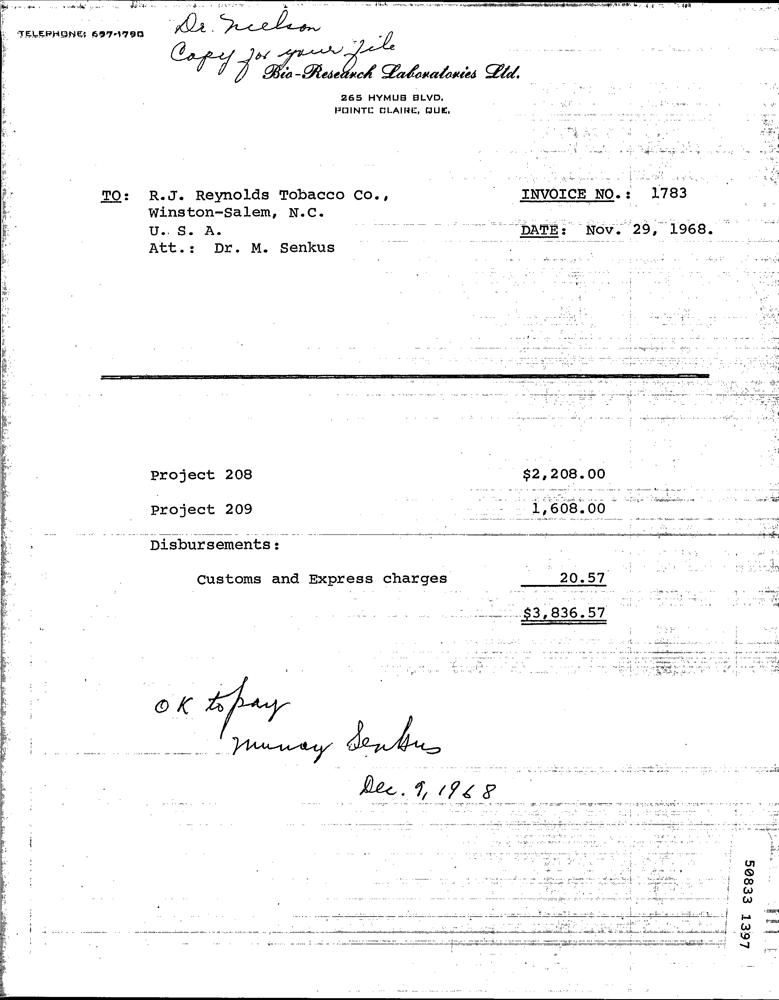 TELEPHONE: 697-1790
Dr. Nielson
Copy for your file
Bio-Research Laboratories Ltd.
265 HYMUS BLVD.
POINTE CLAIRE, QUE.
TO: R.J. Reynolds Tobacco Co.,
Winston-Salem, N.C.
U. S. A.
Att.: Dr. M. Senkus
INVOICE NO.: 1783
DATE: Nov. 29, 1968.
Project 208 $2,208.00
Project 209 1,608.00
Disbursements:
Customs and Express charges 20.57
$3,836.57
OK to pay
Murray Senkus
Dec. 9, 1968
50833 1397